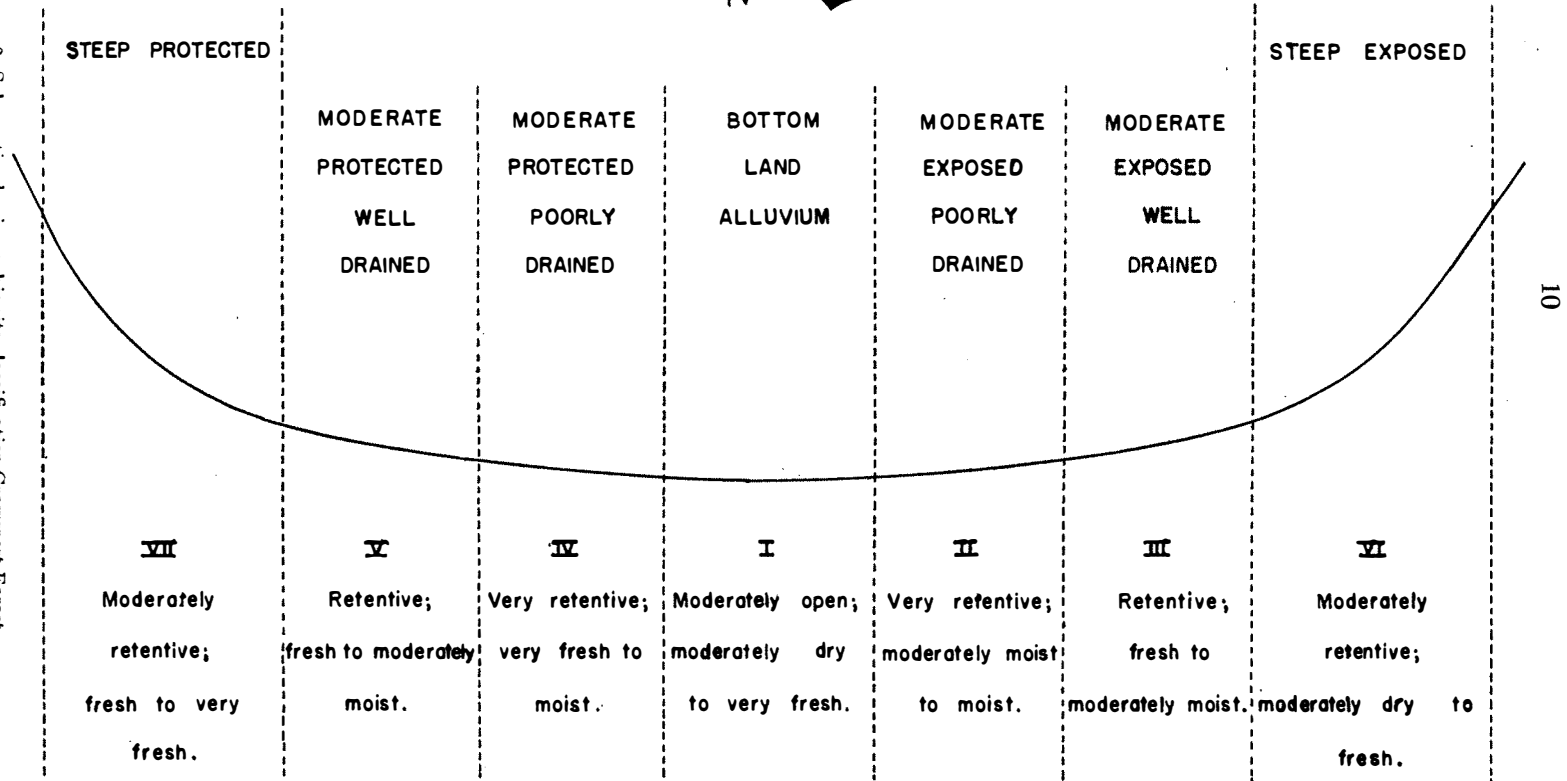 STEEP PROTECTED
STEEP EXPOSED
MODERATE
PROTECTED
WELL
DRAINED
MODERATE
PROTECTED
POORLY
DRAINED
BOTTOM
LAND
ALLUVIUM
MODERATE
EXPOSED
POORLY
DRAINED
MODERATE
EXPOSED
WELL
DRAINED
10
VII
Moderately
retentive;
fresh to very
fresh.
V
Retentive;
fresh to moderately
moist.
IV
Very retentive;
very fresh to
moist.
I
Moderately open;
moderately dry
to very fresh.
II
Very retentive;
moderately moist
to moist.
III
Retentive;
fresh to
moderately moist.
VI
Moderately
retentive;
moderately dry to
fresh.